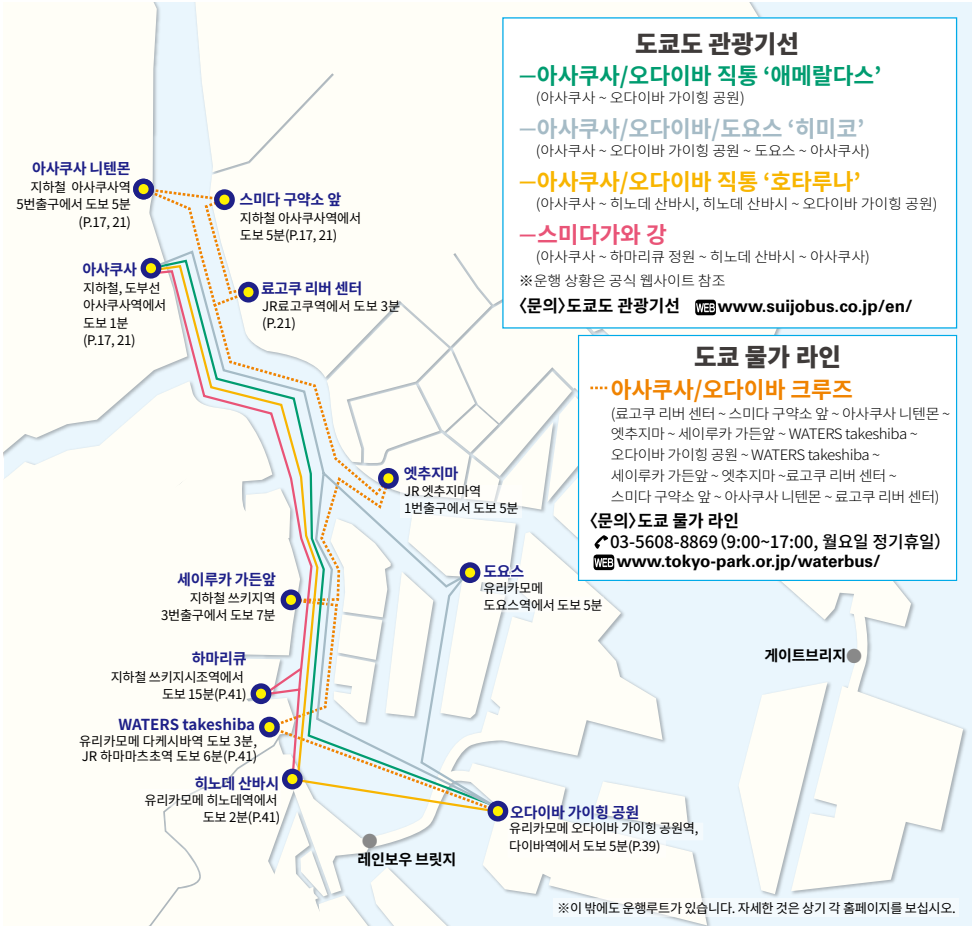 도쿄도 관광기선
—아사쿠사/오다이바 직통 ‘애메랄다스’
(아사쿠사 ~ 오다이바 가이힝 공원)
—아사쿠사/오다이바/도요스 ‘히미코’
(아사쿠사 ~ 오다이바 가이힝 공원 ~ 도요스 ~ 아사쿠사)
—아사쿠사/오다이바 직통 ‘호타루나’
(아사쿠사 ~ 히노데 산바시, 히노데 산바시 ~ 오다이바 가이힝 공원)
—스미다가와 강
(아사쿠사 ~ 하마리큐 정원 ~ 히노데 산바시 ~ 아사쿠사)
※운행 상황은 공식 웹사이트 참조
〈문의〉도쿄도 관광기선 WEB www.suijobus.co.jp/en/
도쿄 물가 라인
아사쿠사/오다이바 크루즈
(료고쿠 리버 센터 ~ 스미다 구약소 앞 ~ 아사쿠사 니텐몬 ~
엣추지마 ~ 세이루카 가든앞 ~ WATERS takeshiba ~
오다이바 가이힝 공원 ~ WATERS takeshiba ~
세이루카 가든앞 ~ 엣추지마 ~료고쿠 리버 센터 ~
스미다 구약소 앞 ~ 아사쿠사 니텐몬 ~ 료고쿠 리버 센터)
〈문의〉도쿄 물가 라인
03-5608-8869 (9:00~17:00, 월요일 정기휴일)
WEB www.tokyo-park.or.jp/waterbus/
아사쿠사 니텐몬
지하철 아사쿠사역
5번출구에서 도보 5분
(P.17, 21)
스미다 구약소 앞
지하철 아사쿠사역에서
도보 5분(P.17, 21)
아사쿠사
지하철, 도부선
아사쿠사역에서
도보 1분
(P.17, 21)
료고쿠 리버 센터
JR료고쿠역에서 도보 3분
(P.21)
엣추지마
JR 엣추지마역
1번출구에서 도보 5분
세이루카 가든앞
지하철 쓰키지역
3번출구에서 도보 7분
도요스
유리카모메
도요스역에서 도보 5분
하마리큐
지하철 쓰키지시조역에서
도보 15분(P.41)
게이트브리지
WATERS takeshiba
유리카모메 다케시바역 도보 3분,
JR 하마마츠초역 도보 6분(P.41)
히노데 산바시
유리카모메 히노데역에서
도보 2분(P.41)
오다이바 가이힝 공원
유리카모메 오다이바 가이힝 공원역,
다이바역에서 도보 5분(P.39)
레인보우 브릿지
※이 밖에도 운행루트가 있습니다. 자세한 것은 상기 각 홈페이지를 보십시오.